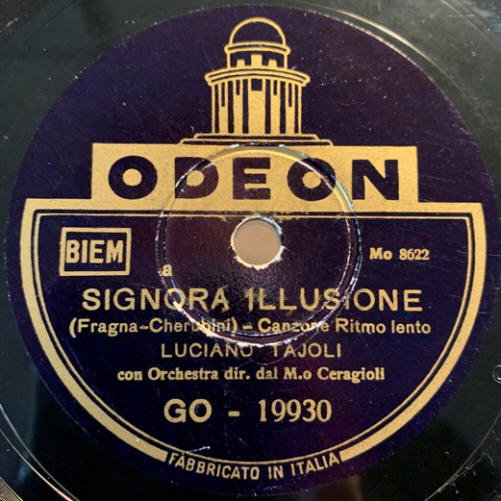 ODEON
BIEM
Mo 8622
a
SIGNORA ILLUSIONE
(Fragna-Cherubini) - Canzone Ritmo lento
LUCIANO TAJOLI
con Orchestra dir. dal M.o Ceragioli
GO - 19930
FABBRICATO IN ITALIA